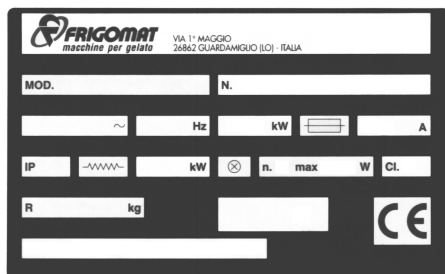 FRIGOMAT
macchine per gelato
VIA 1° MAGGIO
26862 GUARDAMIGLIO (LO) - ITALIA
MOD. N.
~ Hz kW A
IP kW n. max W Cl.
R kg
CE